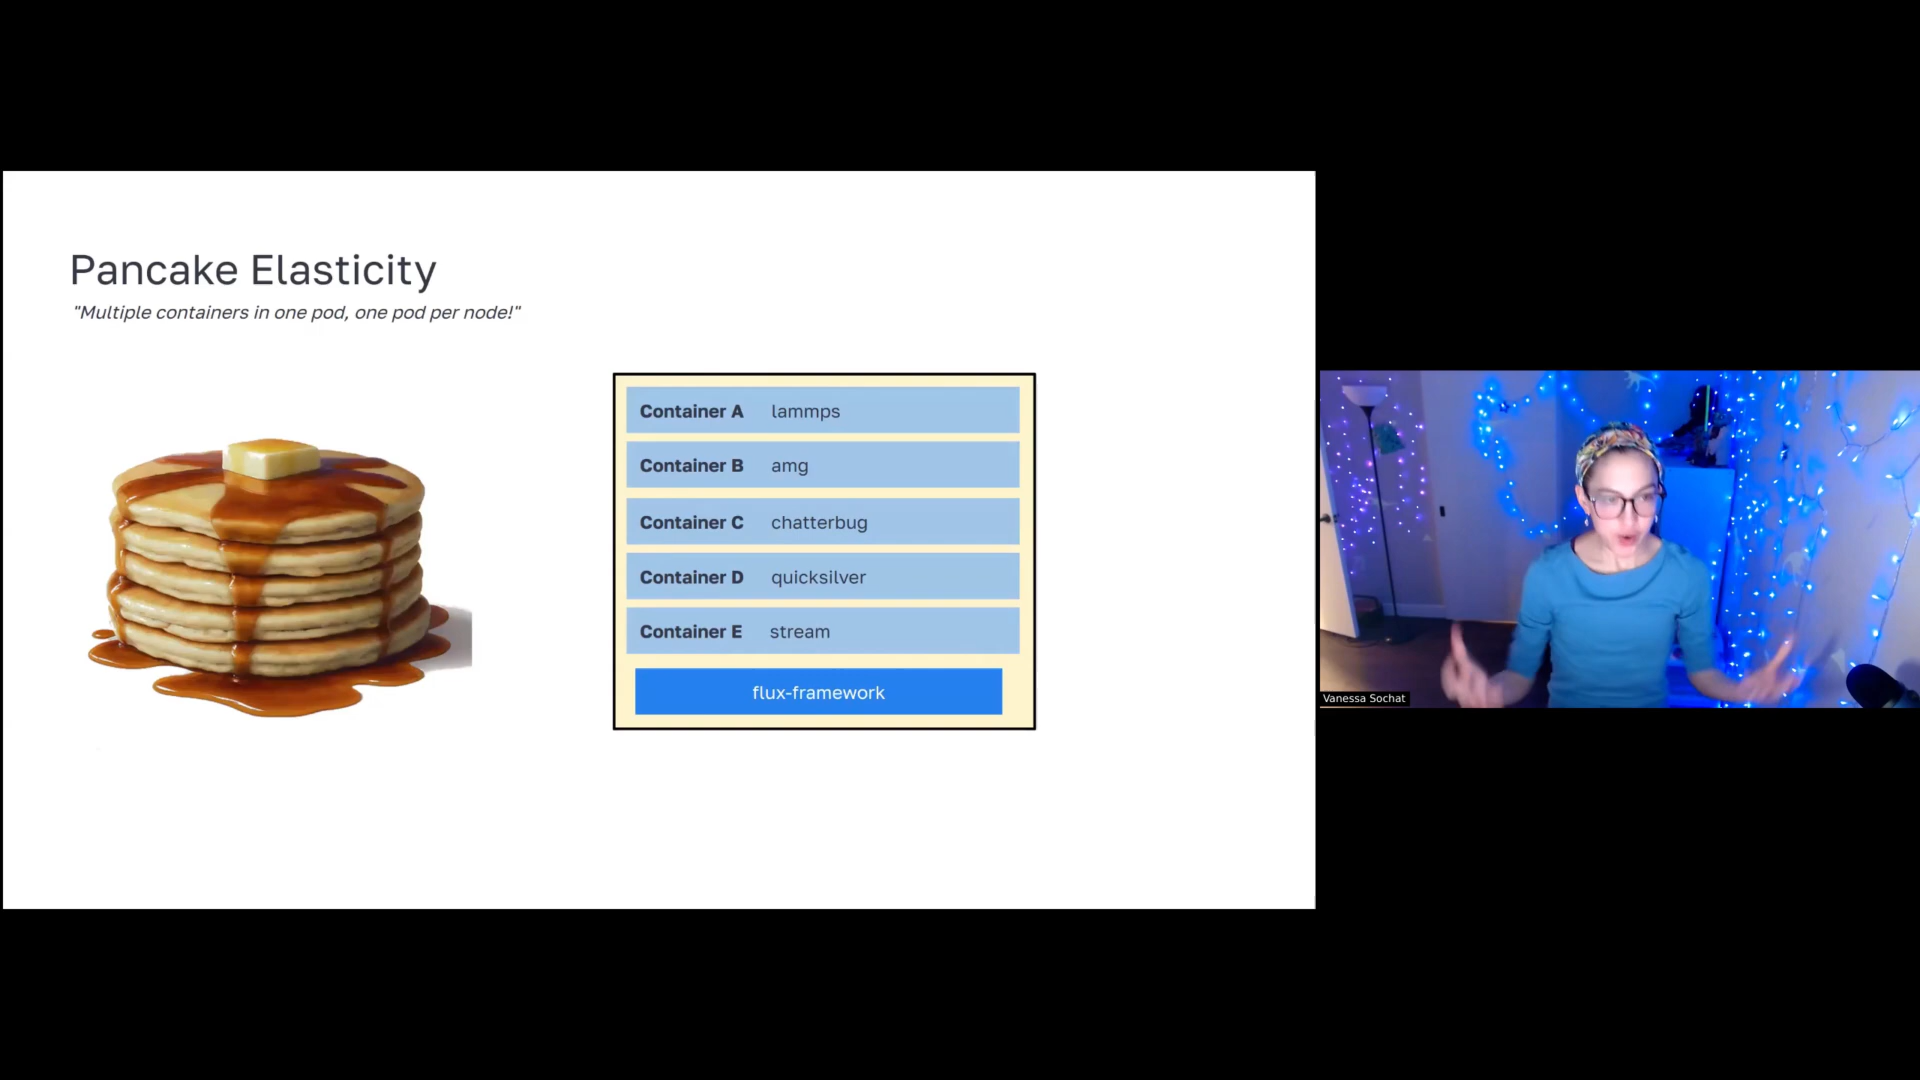 Pancake Elasticity
"Multiple containers in one pod, one pod per node!"
Container A lammps
Container B amg
Container C chatterbug
Container D quicksilver
Container E stream
flux-framework
Vanessa Sochat